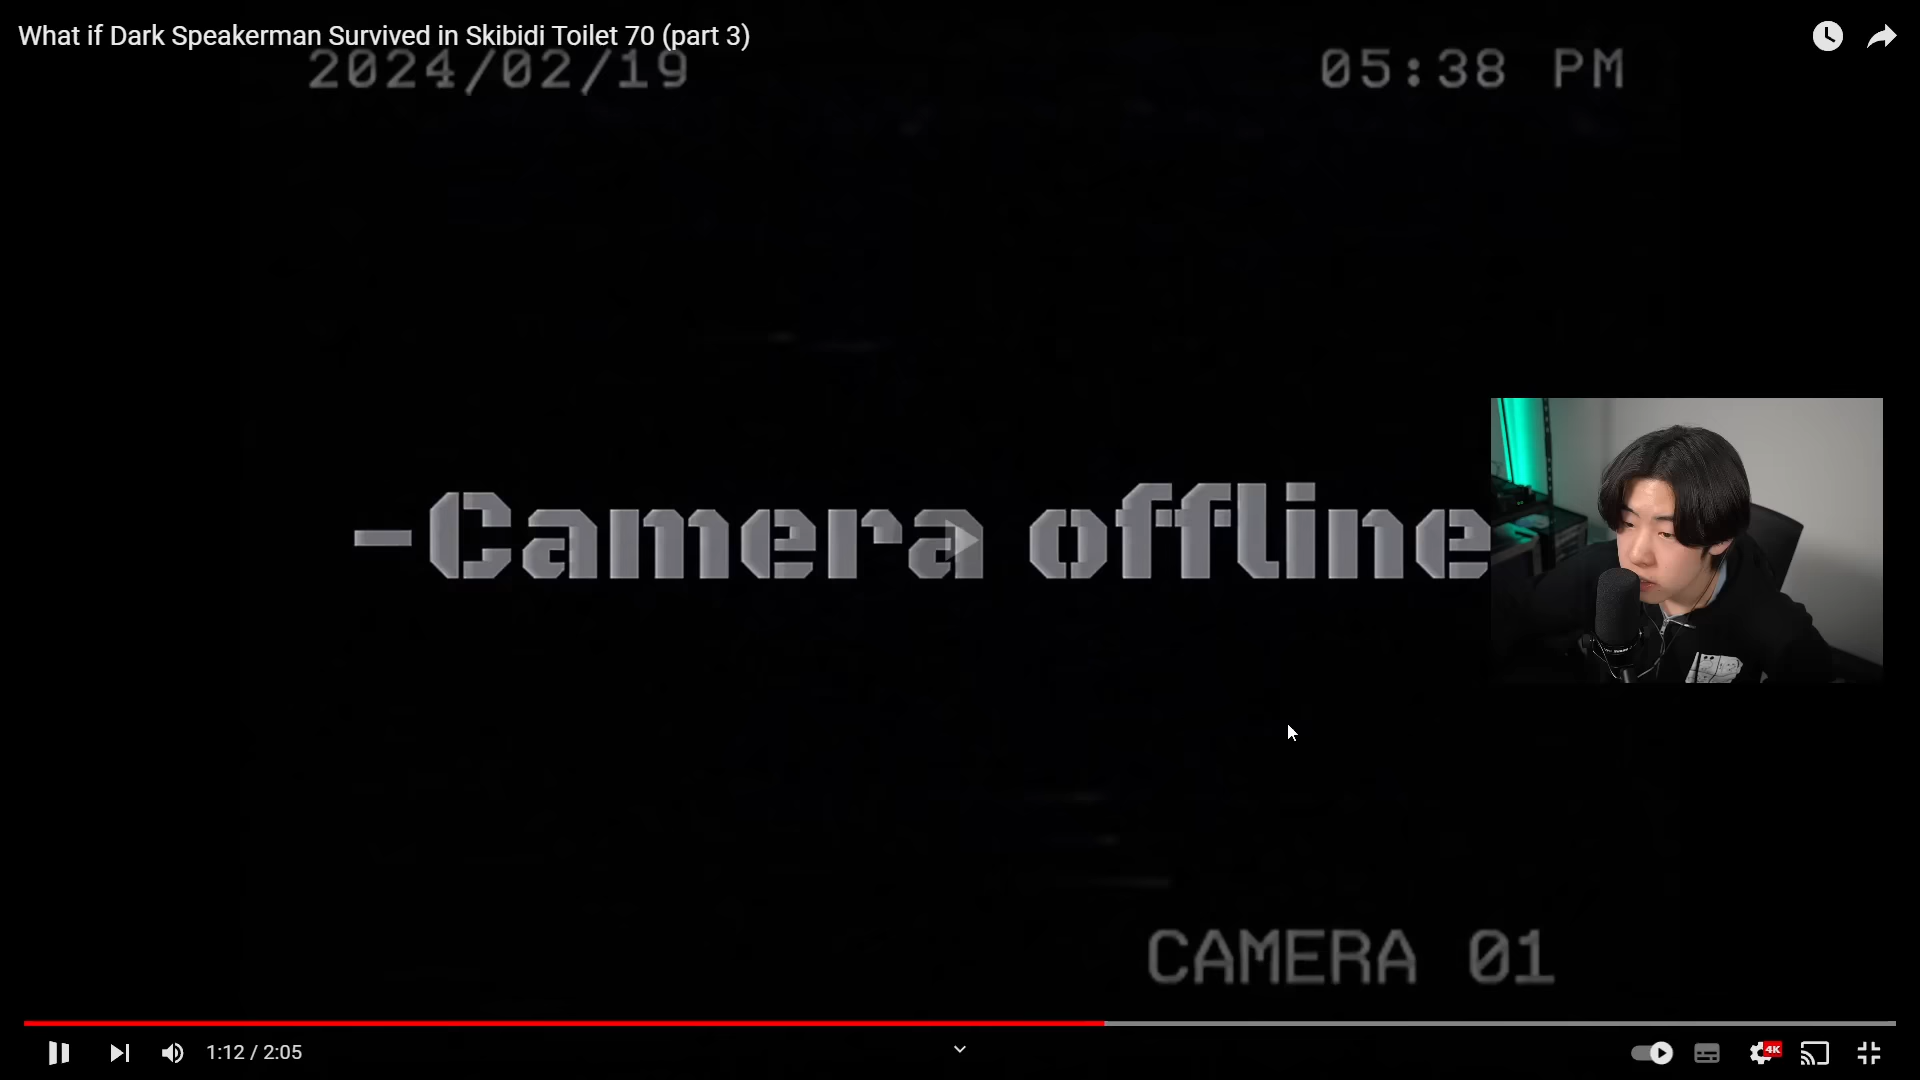 What if Dark Speakerman Survived in Skibidi Toilet 70 (part 3)
2024/02/19 05:38 PM
-Camera offline
CAMERA 01
1:12 / 2:05
4K